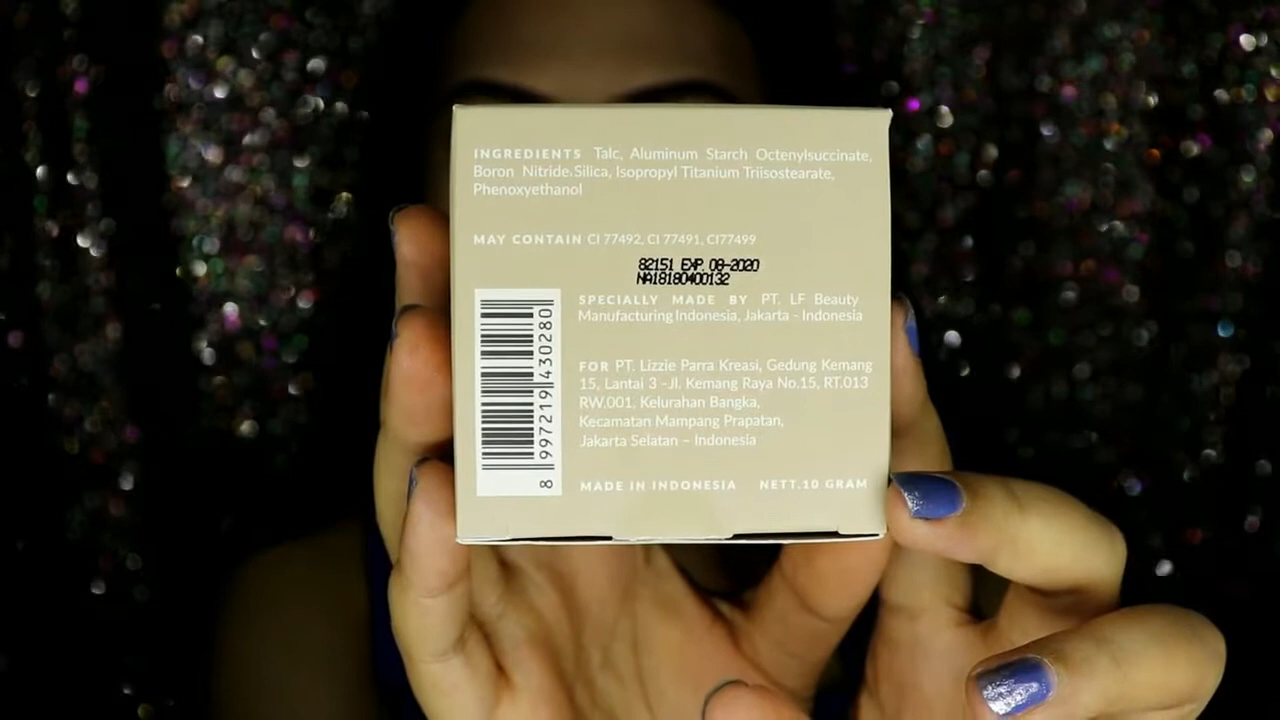 INGREDIENTS Talc, Aluminum Starch Octenylsuccinate,
Boron Nitride, Silica, Isopropyl Titanium Triisostearate,
Phenoxyethanol
MAY CONTAIN CI 77492, CI 77491, CI77499
82151 EXP. 08-2020
NA18180400132
SPECIALLY MADE BY PT. LF Beauty
Manufacturing Indonesia, Jakarta - Indonesia
FOR PT. Lizzie Parra Kreasi, Gedung Kemang
15, Lantai 3 -Jl. Kemang Raya No.15, RT.013
RW.001, Kelurahan Bangka,
Kecamatan Mampang Prapatan,
Jakarta Selatan – Indonesia
8 997219 430280
MADE IN INDONESIA NETT.10 GRAM